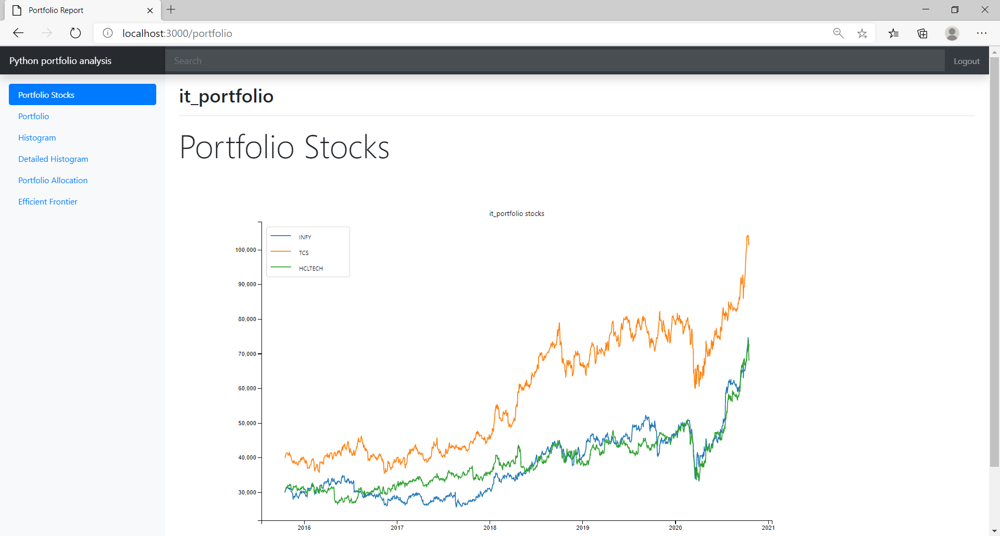 Portfolio Report
localhost:3000/portfolio
Python portfolio analysis
Search
Logout
Portfolio Stocks
Portfolio
Histogram
Detailed Histogram
Portfolio Allocation
Efficient Frontier
it_portfolio
Portfolio Stocks
it_portfolio stocks
INFY
TCS
HCLTECH
100,000
90,000
80,000
70,000
60,000
50,000
40,000
30,000
2016 2017 2018 2019 2020 2021